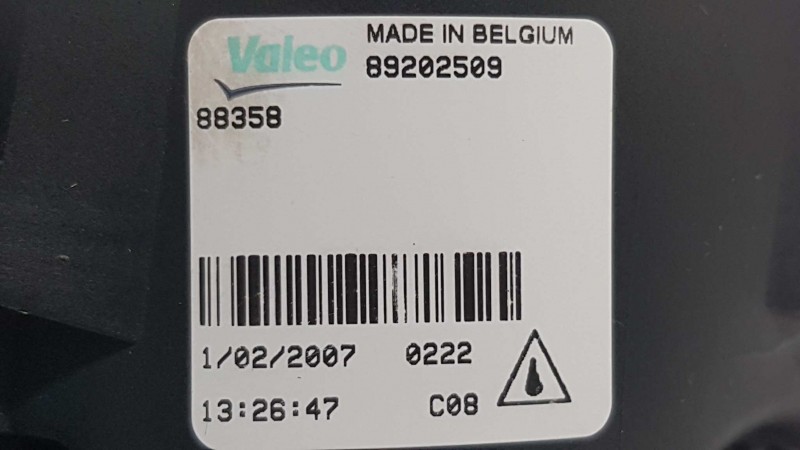 Valeo MADE IN BELGIUM
89202509
88358
1/02/2007 0222
13:26:47 C08